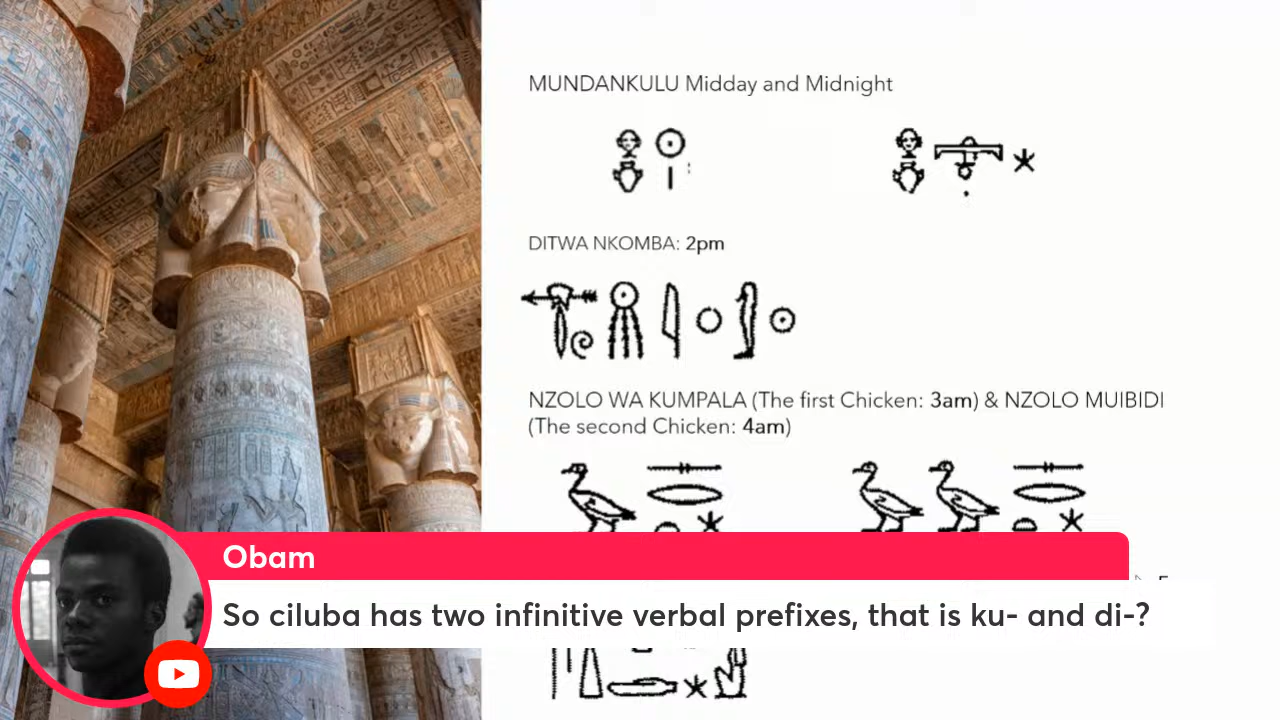 MUNDANKULU Midday and Midnight
DITWA NKOMBA: 2pm
NZOLO WA KUMPALA (The first Chicken: 3am) & NZOLO MUIBIDI
(The second Chicken: 4am)
Obam
So ciluba has two infinitive verbal prefixes, that is ku- and di-?